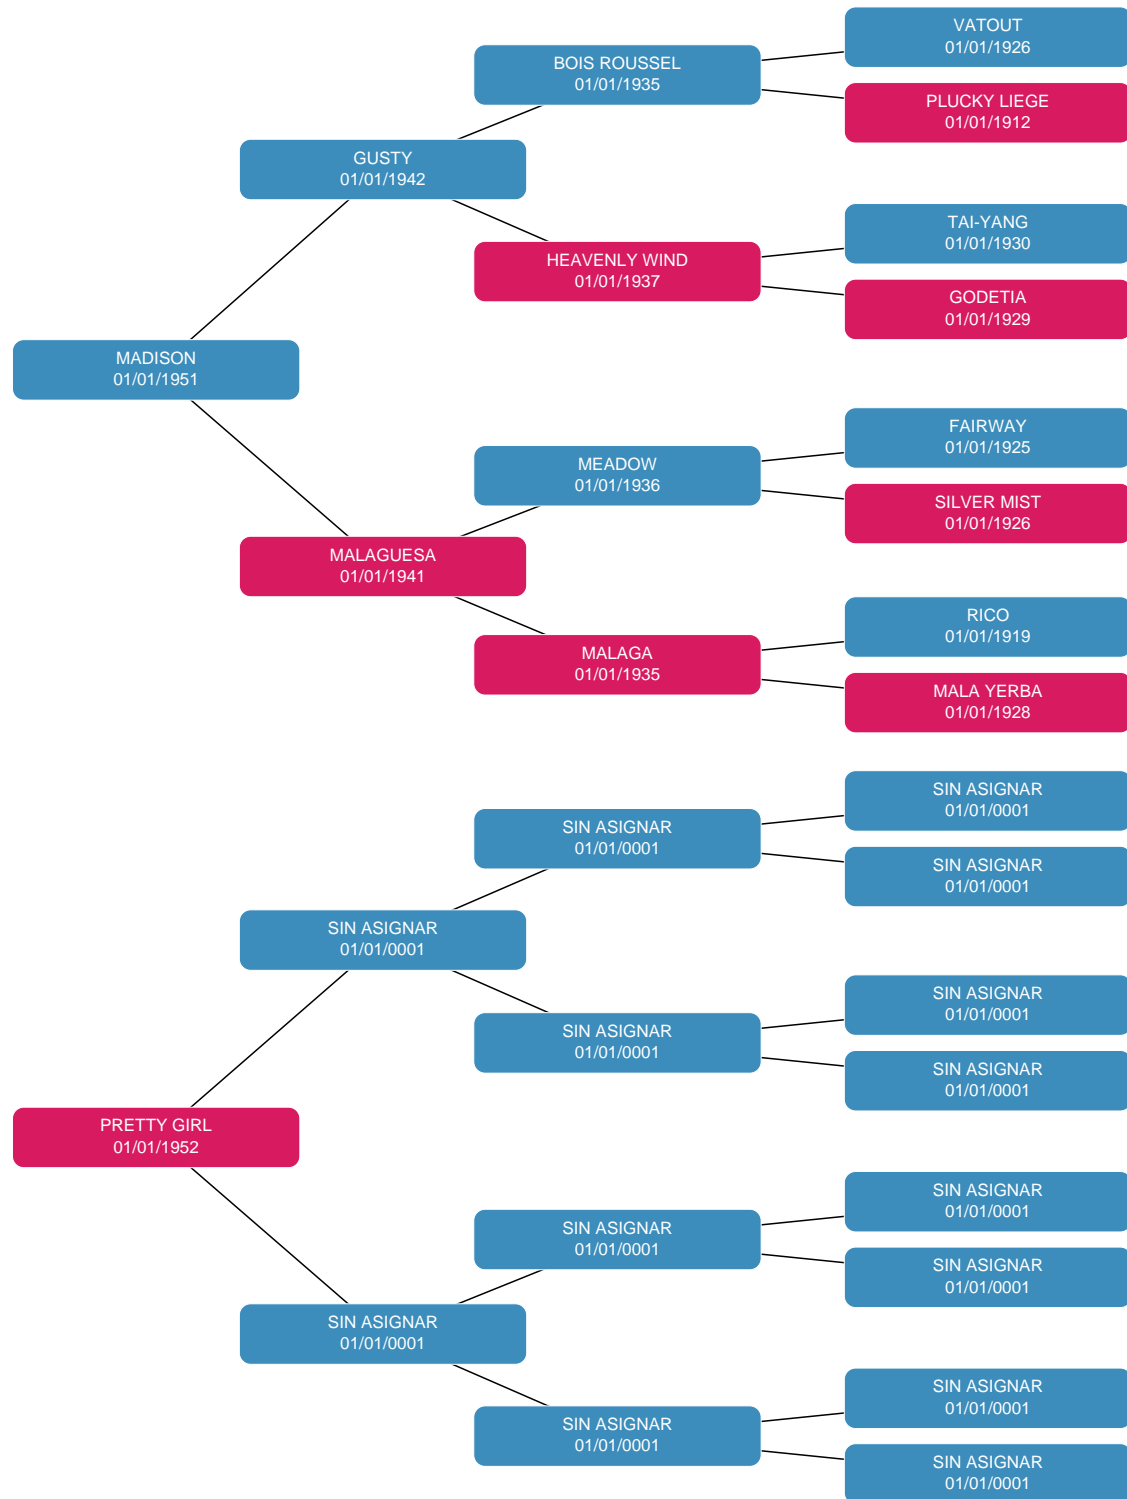 VATOUT
01/01/1926
BOIS ROUSSEL
01/01/1935
PLUCKY LIEGE
01/01/1912
GUSTY
01/01/1942
TAI-YANG
01/01/1930
HEAVENLY WIND
01/01/1937
GODETIA
01/01/1929
MADISON
01/01/1951
FAIRWAY
01/01/1925
MEADOW
01/01/1936
SILVER MIST
01/01/1926
MALAGUESA
01/01/1941
RICO
01/01/1919
MALAGA
01/01/1935
MALA YERBA
01/01/1928
SIN ASIGNAR
01/01/0001
SIN ASIGNAR
01/01/0001
SIN ASIGNAR
01/01/0001
SIN ASIGNAR
01/01/0001
SIN ASIGNAR
01/01/0001
SIN ASIGNAR
01/01/0001
SIN ASIGNAR
01/01/0001
PRETTY GIRL
01/01/1952
SIN ASIGNAR
01/01/0001
SIN ASIGNAR
01/01/0001
SIN ASIGNAR
01/01/0001
SIN ASIGNAR
01/01/0001
SIN ASIGNAR
01/01/0001
SIN ASIGNAR
01/01/0001
SIN ASIGNAR
01/01/0001